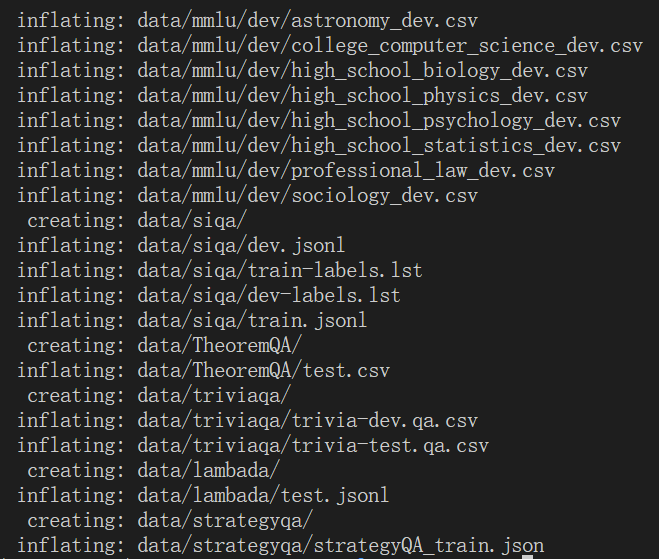 inflating: data/mmlu/dev/astronomy_dev.csv
inflating: data/mmlu/dev/college_computer_science_dev.csv
inflating: data/mmlu/dev/high_school_biology_dev.csv
inflating: data/mmlu/dev/high_school_physics_dev.csv
inflating: data/mmlu/dev/high_school_psychology_dev.csv
inflating: data/mmlu/dev/high_school_statistics_dev.csv
inflating: data/mmlu/dev/professional_law_dev.csv
inflating: data/mmlu/dev/sociology_dev.csv
creating: data/siqa/
inflating: data/siqa/dev.jsonl
inflating: data/siqa/train-labels.lst
inflating: data/siqa/dev-labels.lst
inflating: data/siqa/train.jsonl
creating: data/TheoremQA/
inflating: data/TheoremQA/test.csv
creating: data/triviaqa/
inflating: data/triviaqa/trivia-dev.qa.csv
inflating: data/triviaqa/trivia-test.qa.csv
creating: data/lambada/
inflating: data/lambada/test.jsonl
creating: data/strategyqa/
inflating: data/strategyqa/strategyQA_train.json